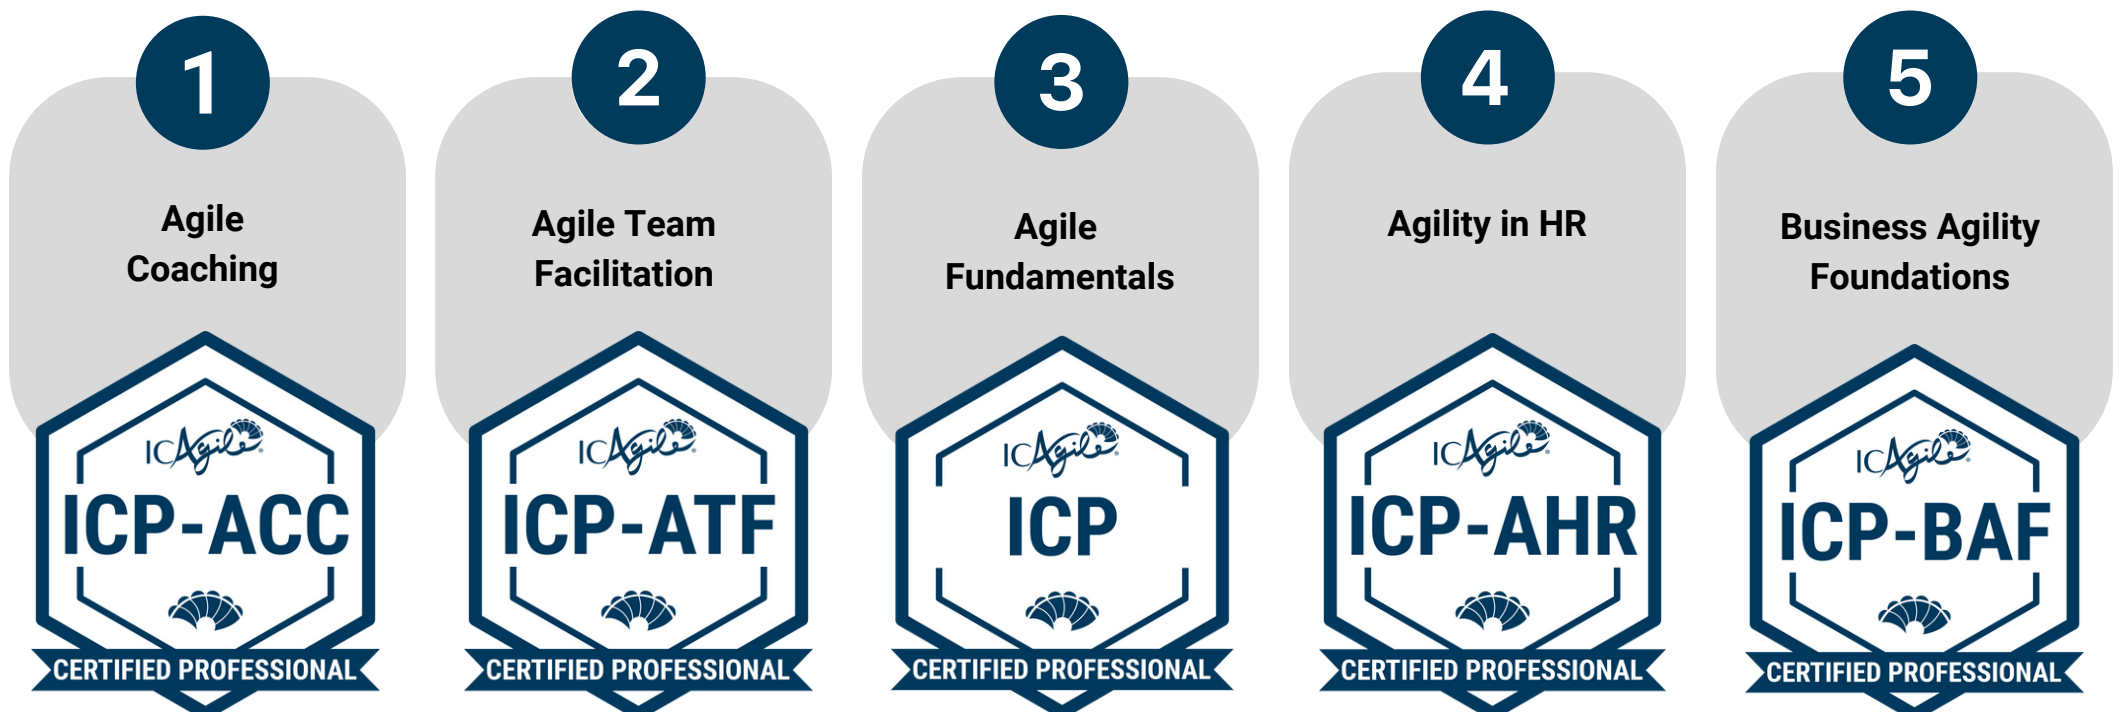 1
Agile
Coaching
ICAgile
ICP-ACC
CERTIFIED PROFESSIONAL
2
Agile Team
Facilitation
ICAgile
ICP-ATF
CERTIFIED PROFESSIONAL
3
Agile
Fundamentals
ICAgile
ICP
CERTIFIED PROFESSIONAL
4
Agility in HR
ICAgile
ICP-AHR
CERTIFIED PROFESSIONAL
5
Business Agility
Foundations
ICAgile
ICP-BAF
CERTIFIED PROFESSIONAL